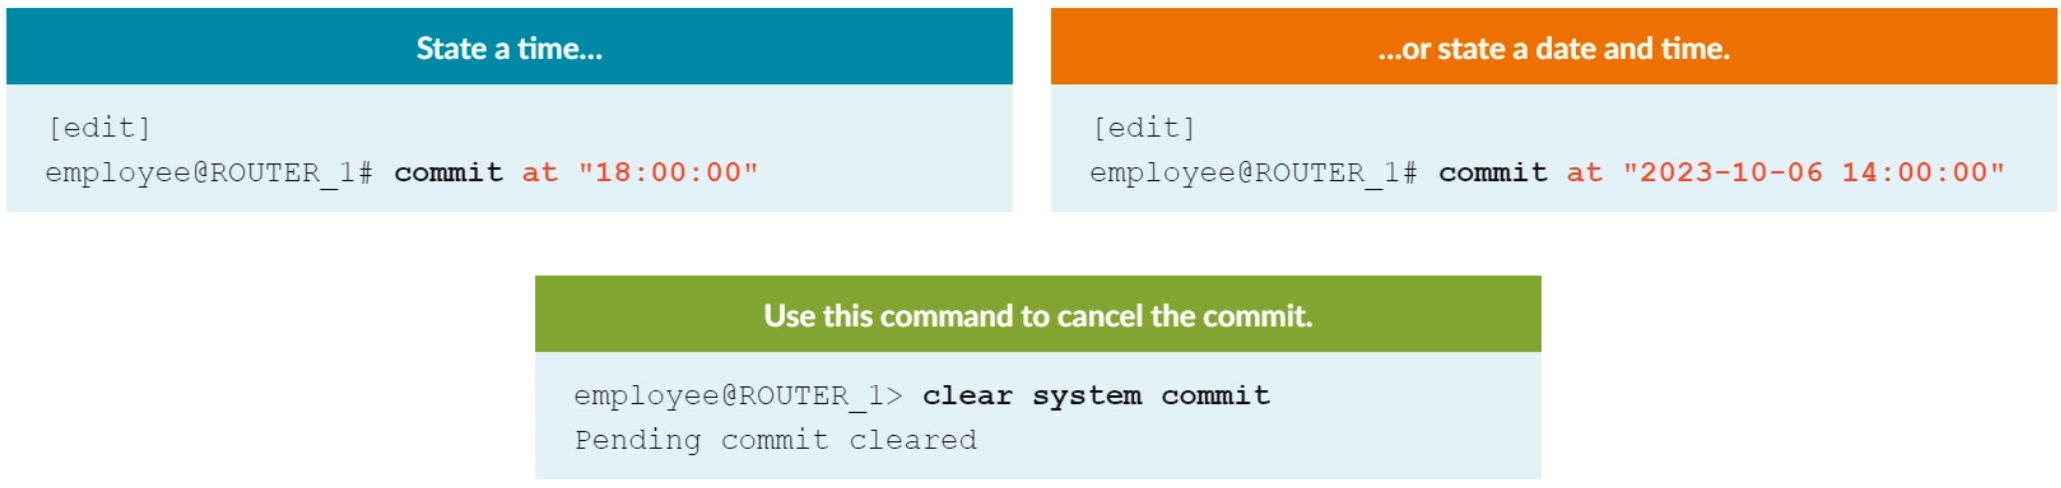 State a time...
[edit]
employee@ROUTER_1# commit at "18:00:00"
...or state a date and time.
[edit]
employee@ROUTER_1# commit at "2023-10-06 14:00:00"
Use this command to cancel the commit.
employee@ROUTER_1> clear system commit
Pending commit cleared